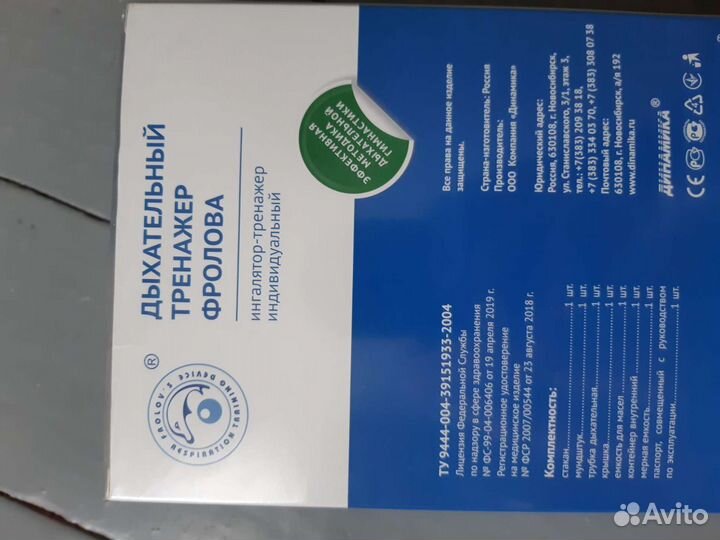 ДЫХАТЕЛЬНЫЙ
ТРЕНАЖЕР
ФРОЛОВА
ингалятор-тренажер
индивидуальный
ЭФФЕКТИВНАЯ
МЕТОДИКА
ДЫХАТЕЛЬНОЙ
ГИМНАСТИКИ
®
FROLOV'S RESPIRATION TRAINING DEVICE
Все права на данное изделие
защищены.
Страна-изготовитель: Россия
Производитель:
ООО Компания «Динамика»
Юридический адрес:
Россия, 630108, г. Новосибирск,
ул. Станиславского, 3/1, этаж 3,
тел.: +7(383) 209 38 18,
+7 (383) 334 03 70, +7 (383) 308 07 38
Почтовый адрес:
630108, г. Новосибирск, а/я 192
www.dinamika.ru
ДИНАМИКА®
CE PC
ТУ 9444-004-39151933-2004
Лицензия Федеральной Службы
по надзору в сфере здравоохранения
№ ФС-99-04-006406 от 19 апреля 2019 г.
Регистрационное удостоверение
на медицинское изделие
№ ФСР 2007/00544 от 23 августа 2018 г.
Комплектность:
стакан 1 шт.
мундштук 1 шт.
трубка дыхательная 1 шт.
крышка 1 шт.
емкость для масел 1 шт.
контейнер внутренний 1 шт.
мерная емкость 1 шт.
паспорт, совмещенный с руководством
по эксплуатации 1 шт.
Avito